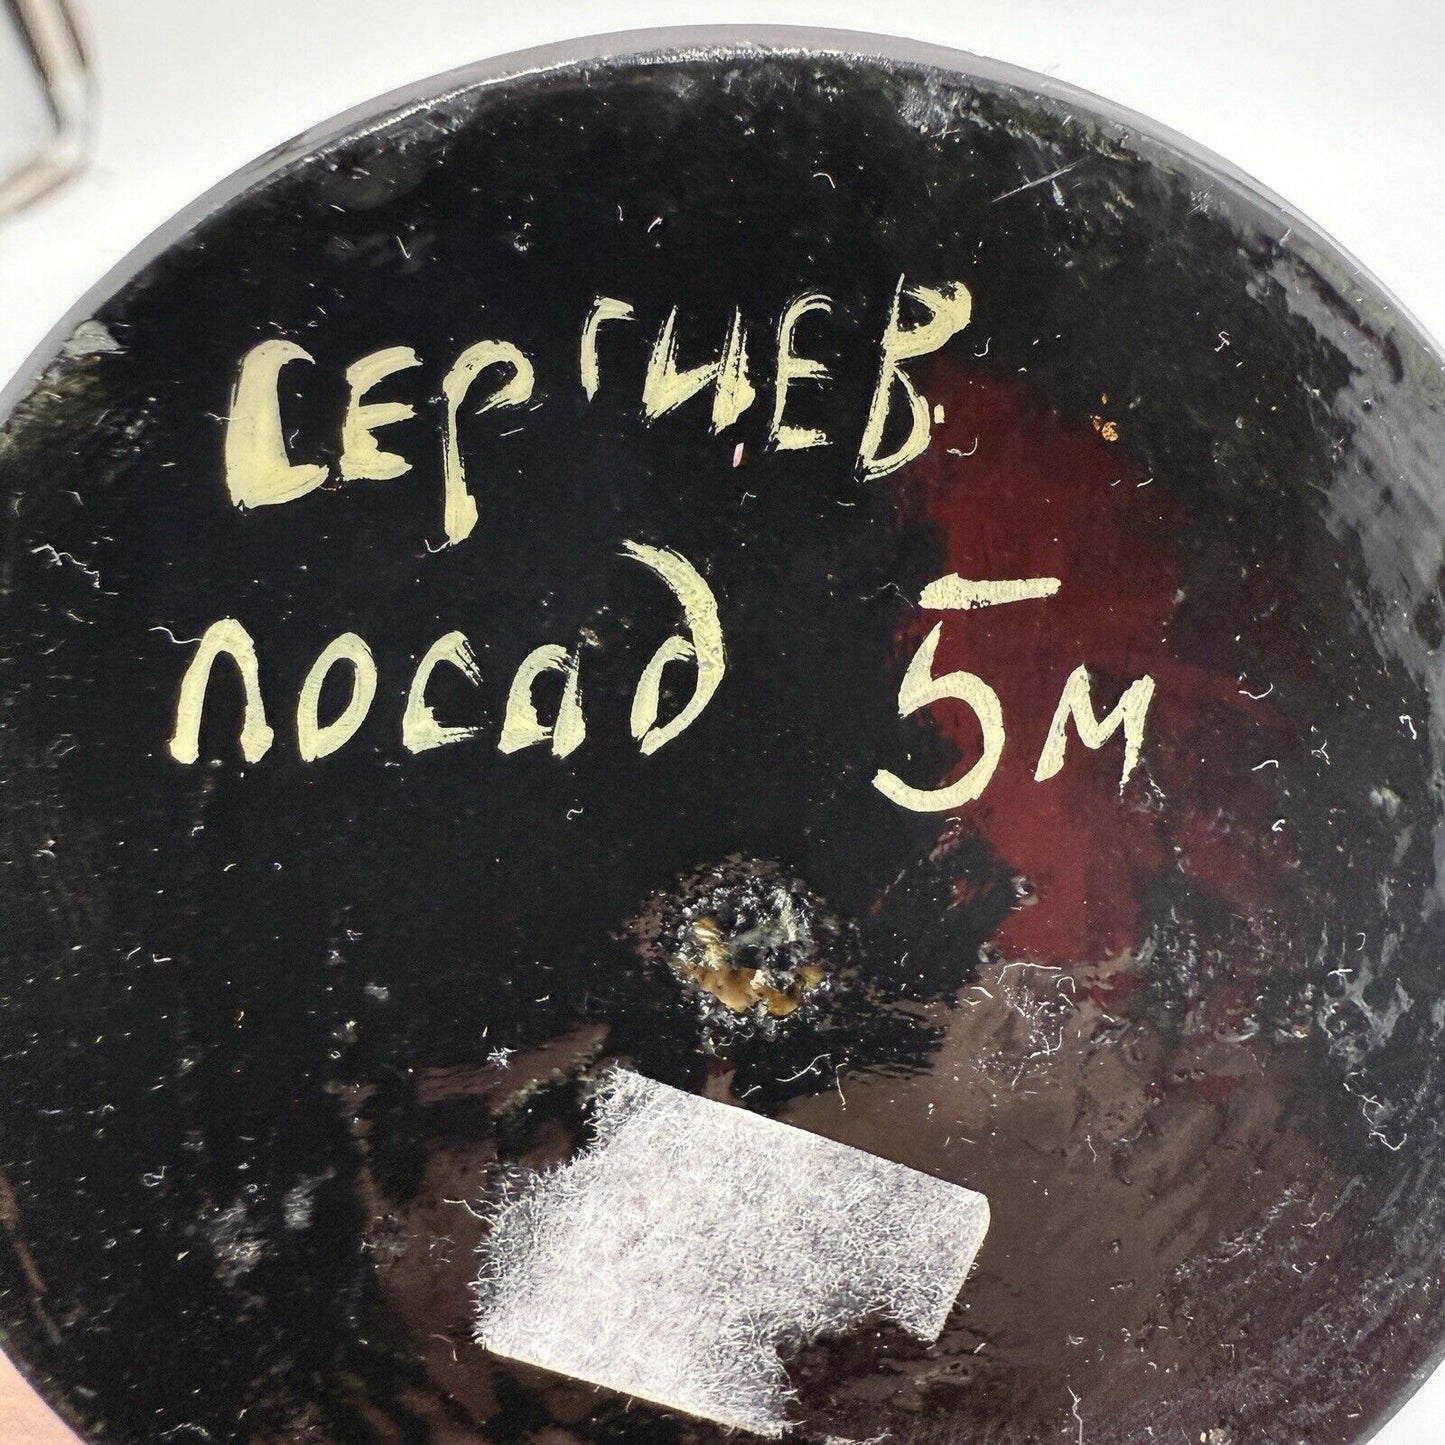 Сергиев
посад 5м